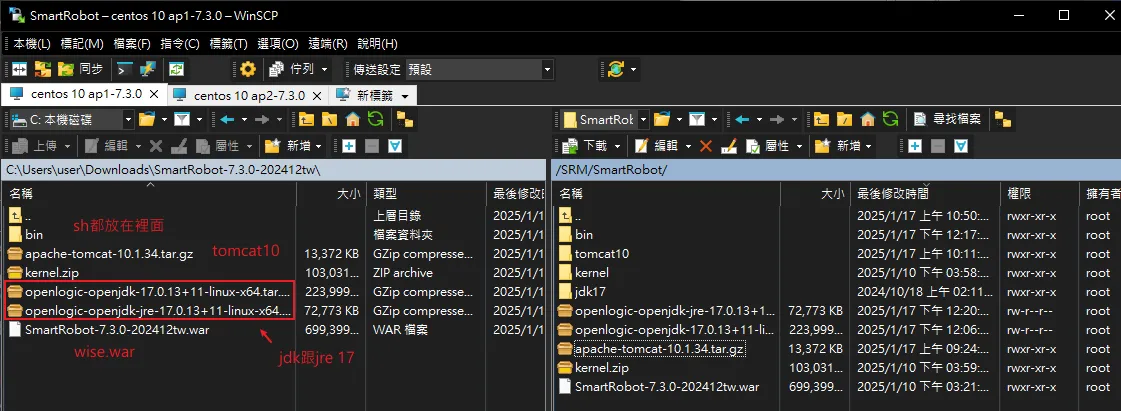 SmartRobot – centos 10 ap1-7.3.0 – WinSCP
本機(L) 標記(M) 檔案(F) 指令(C) 標籤(T) 選項(O) 遠端(R) 說明(H)
同步 佇列 傳送設定 預設
centos 10 ap1-7.3.0 centos 10 ap2-7.3.0 新標籤
C: 本機磁碟
上傳 編輯 屬性 新增
C:\Users\user\Downloads\SmartRobot-7.3.0-202412tw\
名稱 大小 類型 最後修改日
.. 上層目錄 2025/1/1
sh都放在裡面
bin 檔案資料夾 2025/1/1
tomcat10
apache-tomcat-10.1.34.tar.gz 13,372 KB GZip compresse... 2025/1/1
kernel.zip 103,031... ZIP archive 2025/1/1
openlogic-openjdk-17.0.13+11-linux-x64.tar.... 223,999... GZip compresse... 2025/1/1
openlogic-openjdk-jre-17.0.13+11-linux-x64.... 72,773 KB GZip compresse... 2025/1/1
SmartRobot-7.3.0-202412tw.war 699,399... WAR 檔案 2025/1/1
wise.war
jdk跟jre 17
SmartRol 尋找檔案
下載 編輯 屬性 新增
/SRM/SmartRobot/
名稱 大小 最後修改時間 權限 擁有者
.. 2025/1/17 上午 10:50:... rwxr-xr-x root
bin 2025/1/17 下午 12:17:... rwxr-xr-x root
tomcat10 2025/1/17 下午 12:20:... rwxr-xr-x root
kernel 2025/1/10 下午 03:58:... rwxr-xr-x root
jdk17 2024/10/18 上午 02:11... rwxr-xr-x root
openlogic-openjdk-jre-17.0.13+1... 72,773 KB 2025/1/17 下午 12:20:... rw-r--r-- root
openlogic-openjdk-17.0.13+11-li... 223,999... 2025/1/17 下午 12:06:... rw-r--r-- root
apache-tomcat-10.1.34.tar.gz 13,372 KB 2025/1/17 上午 09:24:... rwxr-xr-x root
kernel.zip 103,031... 2025/1/10 下午 03:59:... rwxr-xr-x root
SmartRobot-7.3.0-202412tw.war 699,399... 2025/1/10 下午 03:21:... rwxr-xr-x root